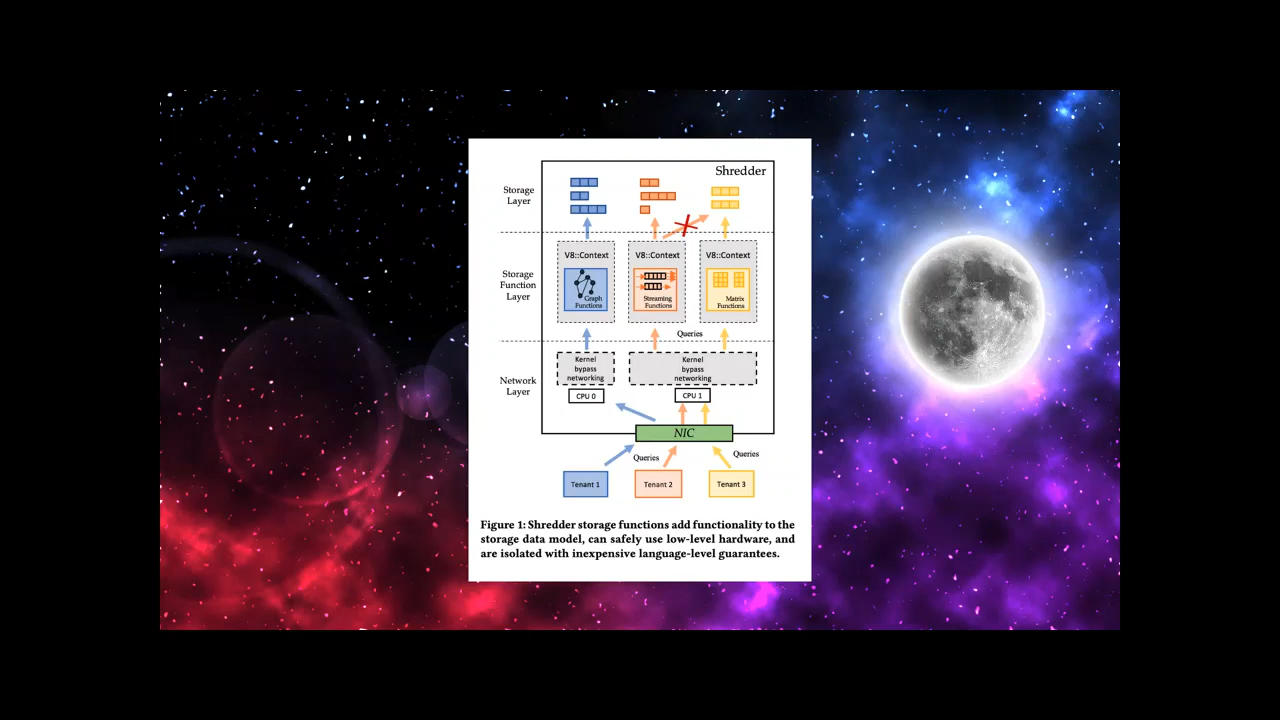 Shredder
Storage
Layer
V8::Context
V8::Context
V8::Context
Storage
Function
Layer
Graph
Functions
Streaming
Functions
Matrix
Functions
Queries
Network
Layer
Kernel
bypass
networking
Kernel
bypass
networking
CPU 0
CPU 1
NIC
Queries
Queries
Tenant 1
Tenant 2
Tenant 3
Figure 1: Shredder storage functions add functionality to the
storage data model, can safely use low-level hardware, and
are isolated with inexpensive language-level guarantees.